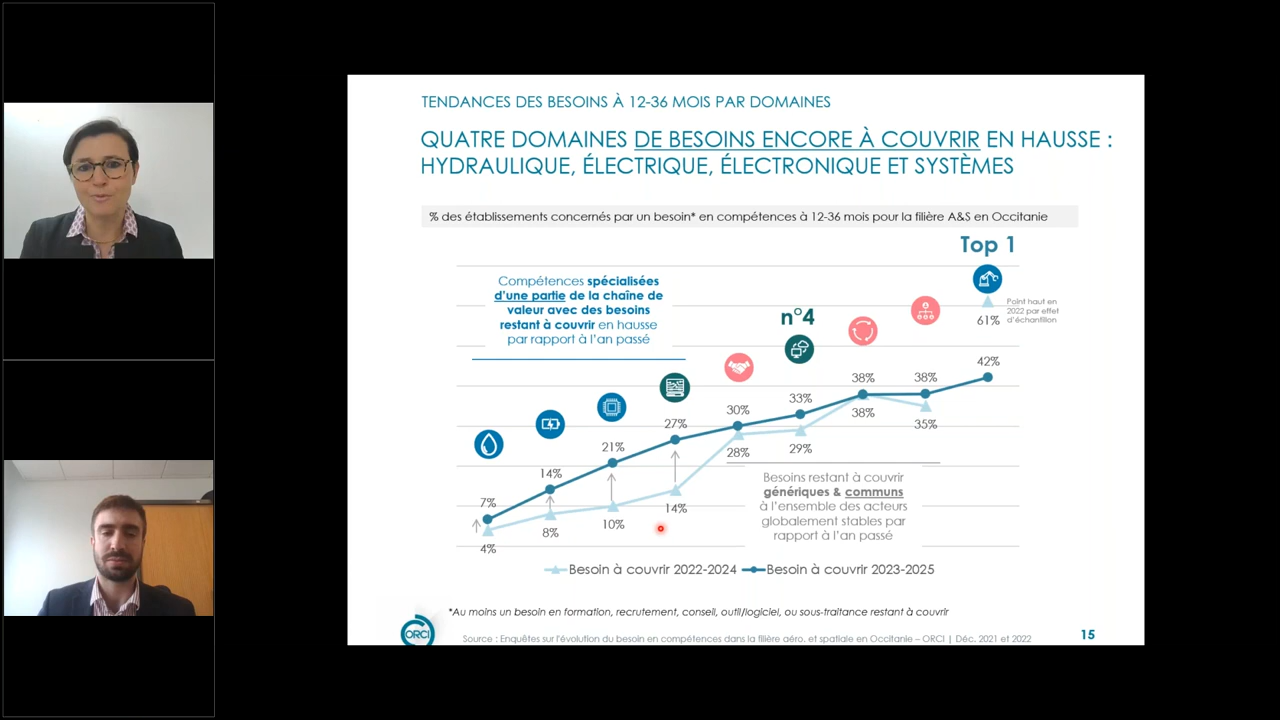 TENDANCES DES BESOINS À 12-36 MOIS PAR DOMAINES
QUATRE DOMAINES DE BESOINS ENCORE À COUVRIR EN HAUSSE :
HYDRAULIQUE, ÉLECTRIQUE, ÉLECTRONIQUE ET SYSTÈMES
% des établissements concernés par un besoin* en compétences à 12-36 mois pour la filière A&S en Occitanie
Top 1
Compétences spécialisées
d'une partie de la chaîne de
valeur avec des besoins
restant à couvrir en hausse
par rapport à l'an passé
n°4
Point haut en
2022 par effet
d'échantillon
61%
42%
38%
38%
38%
35%
33%
29%
30%
28%
27%
14%
21%
10%
14%
8%
7%
4%
Besoins restant à couvrir
génériques & communs
à l'ensemble des acteurs
globalement stables par
rapport à l'an passé
Besoin à couvrir 2022-2024
Besoin à couvrir 2023-2025
*Au moins un besoin en formation, recrutement, conseil, outil/logiciel, ou sous-traitance restant à couvrir
ORCI
Source : Enquêtes sur l'évolution du besoin en compétences dans la filière aéro. et spatiale en Occitanie – ORCI | Déc. 2021 et 2022
15